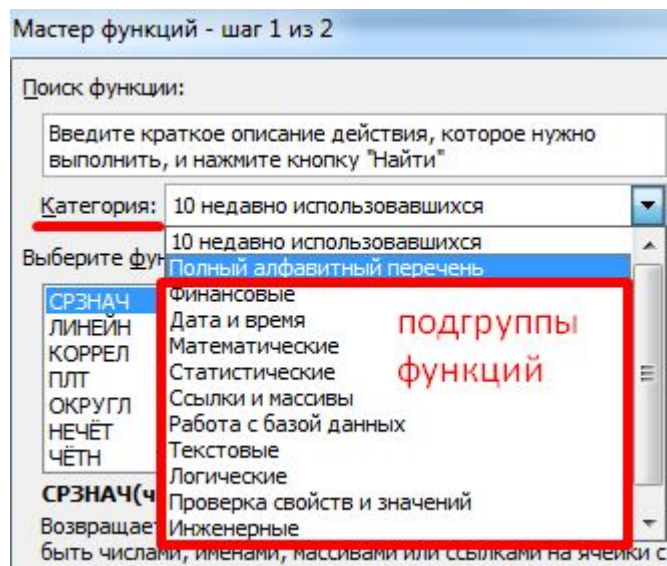 Мастер функций - шаг 1 из 2
Поиск функции:
Введите краткое описание действия, которое нужно
выполнить, и нажмите кнопку "Найти"
Категория: 10 недавно использовавшихся
10 недавно использовавшихся
Выберите
Полный алфавитный перечень
СРЗНАЧ
ЛИНЕЙН
КОРРЕЛ
ПЛТ
ОКРУГЛ
НЕЧЁТ
ЧЁТН
Финансовые
Дата и время
Математические
Статистические
Ссылки и массивы
Работа с базой данных
Текстовые
Логические
Проверка свойств и значений
Инженерные
подгруппы
функций
СРЗНАЧ(ч
Возвращает
быть числами, именами, массивами или ссылками на ячейки с